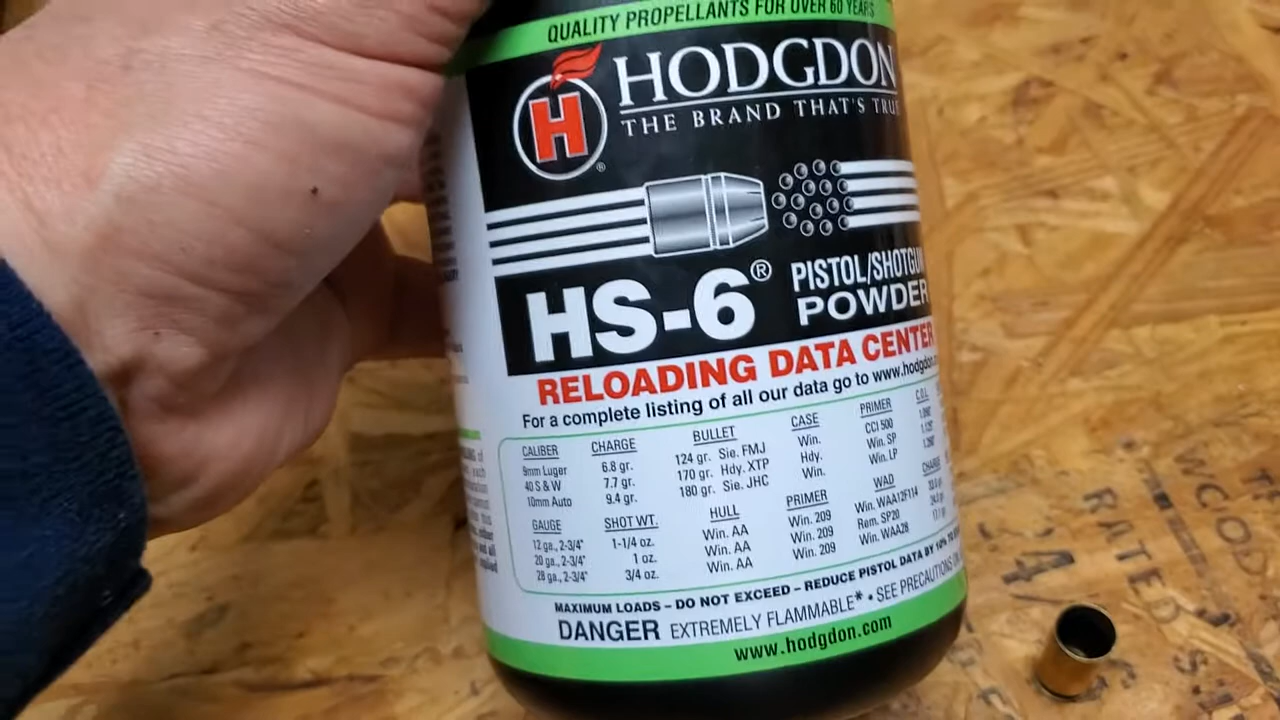 QUALITY PROPELLANTS FOR OVER 60 YEARS
H HODGDON
®
THE BRAND THAT'S TRUE
HS-6® PISTOL/SHOTGUN
POWDER
RELOADING DATA CENTER
For a complete listing of all our data go to www.hodgdon.
CALIBER CHARGE BULLET CASE PRIMER C.O.L.
9mm Luger 6.8 gr. 124 gr. Sie. FMJ Win. CCI 500
40 S & W 7.7 gr. 170 gr. Hdy. XTP Hdy. Win. SP
10mm Auto 9.4 gr. 180 gr. Sie. JHC Win. Win. LP
GAUGE SHOT WT. HULL PRIMER WAD CHARGE
12 ga., 2-3/4" 1-1/4 oz. Win. AA Win. 209 Win. WAA12F114
20 ga., 2-3/4" 1 oz. Win. AA Win. 209 Rem. SP20
28 ga., 2-3/4" 3/4 oz. Win. AA Win. 209 Win. WAA28
MAXIMUM LOADS – DO NOT EXCEED – REDUCE PISTOL DATA BY 10% TO
DANGER EXTREMELY FLAMMABLE* • SEE PRECAUTIONS
www.hodgdon.com
24
RATED
WOOD